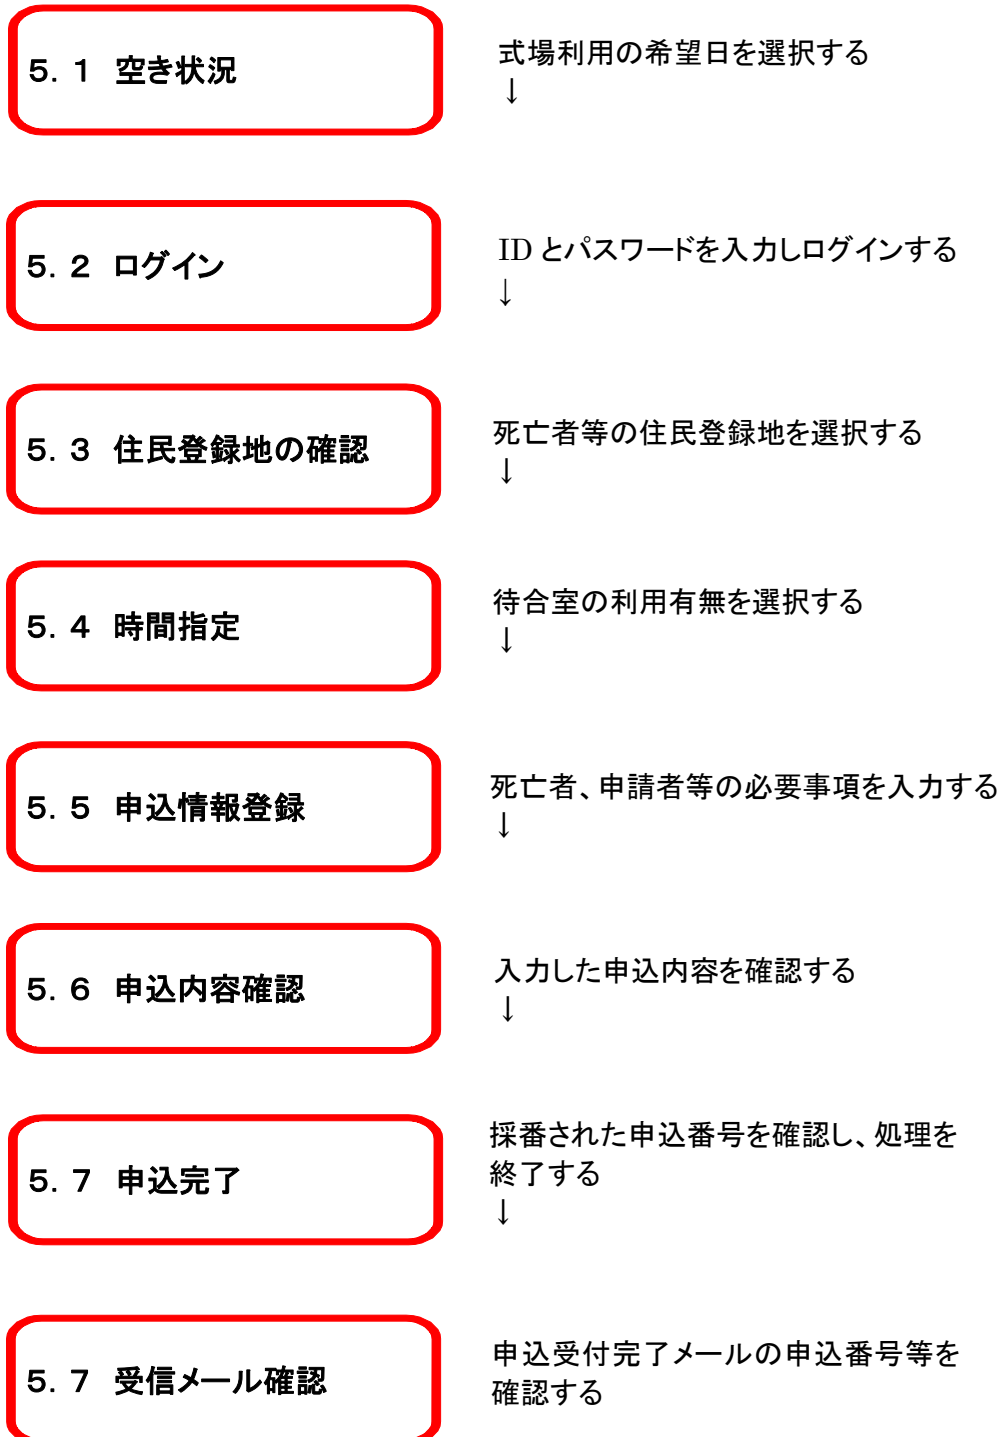 ５．１　空き状況
式場利用の希望日を選択する
↓
５．２　ログイン
ID とパスワードを入力しログインする
↓
５．３　住民登録地の確認
死亡者等の住民登録地を選択する
↓
５．４　時間指定
待合室の利用有無を選択する
↓
５．５　申込情報登録
死亡者、申請者等の必要事項を入力する
↓
５．６　申込内容確認
入力した申込内容を確認する
↓
５．７　申込完了
採番された申込番号を確認し、処理を
終了する
↓
５．７　受信メール確認
申込受付完了メールの申込番号等を
確認する